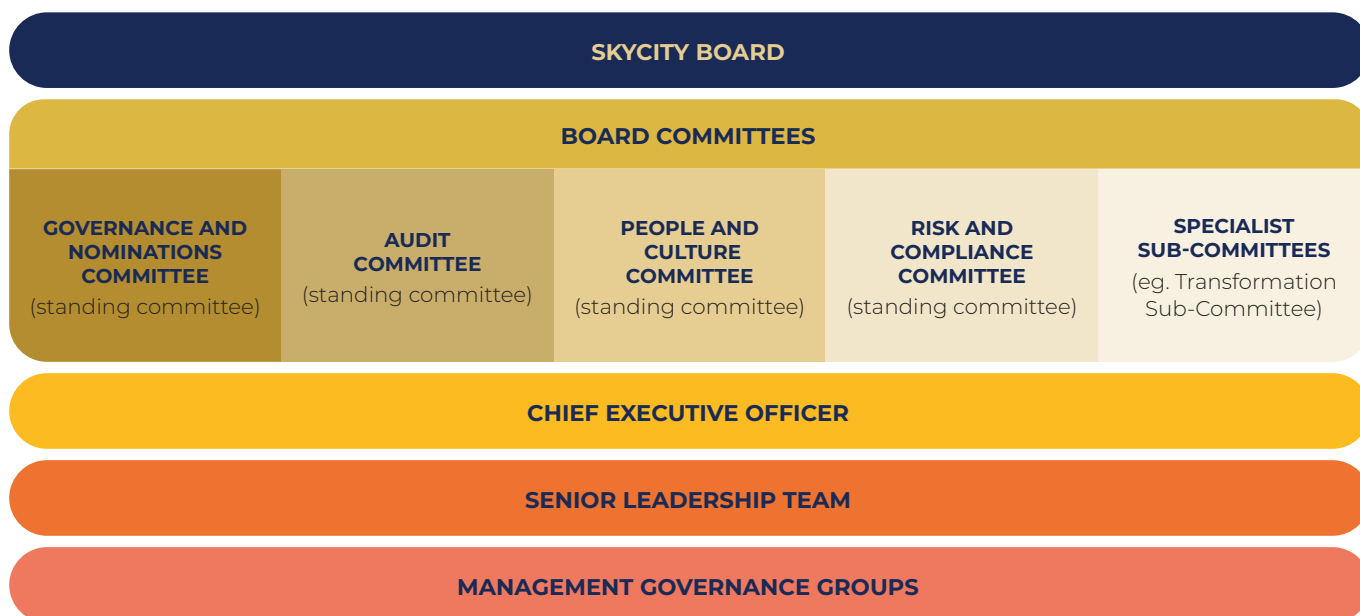 SKYCITY BOARD
BOARD COMMITTEES
GOVERNANCE AND
NOMINATIONS
COMMITTEE
(standing committee)
AUDIT
COMMITTEE
(standing committee)
PEOPLE AND
CULTURE
COMMITTEE
(standing committee)
RISK AND
COMPLIANCE
COMMITTEE
(standing committee)
SPECIALIST
SUB-COMMITTEES
(eg. Transformation
Sub-Committee)
CHIEF EXECUTIVE OFFICER
SENIOR LEADERSHIP TEAM
MANAGEMENT GOVERNANCE GROUPS